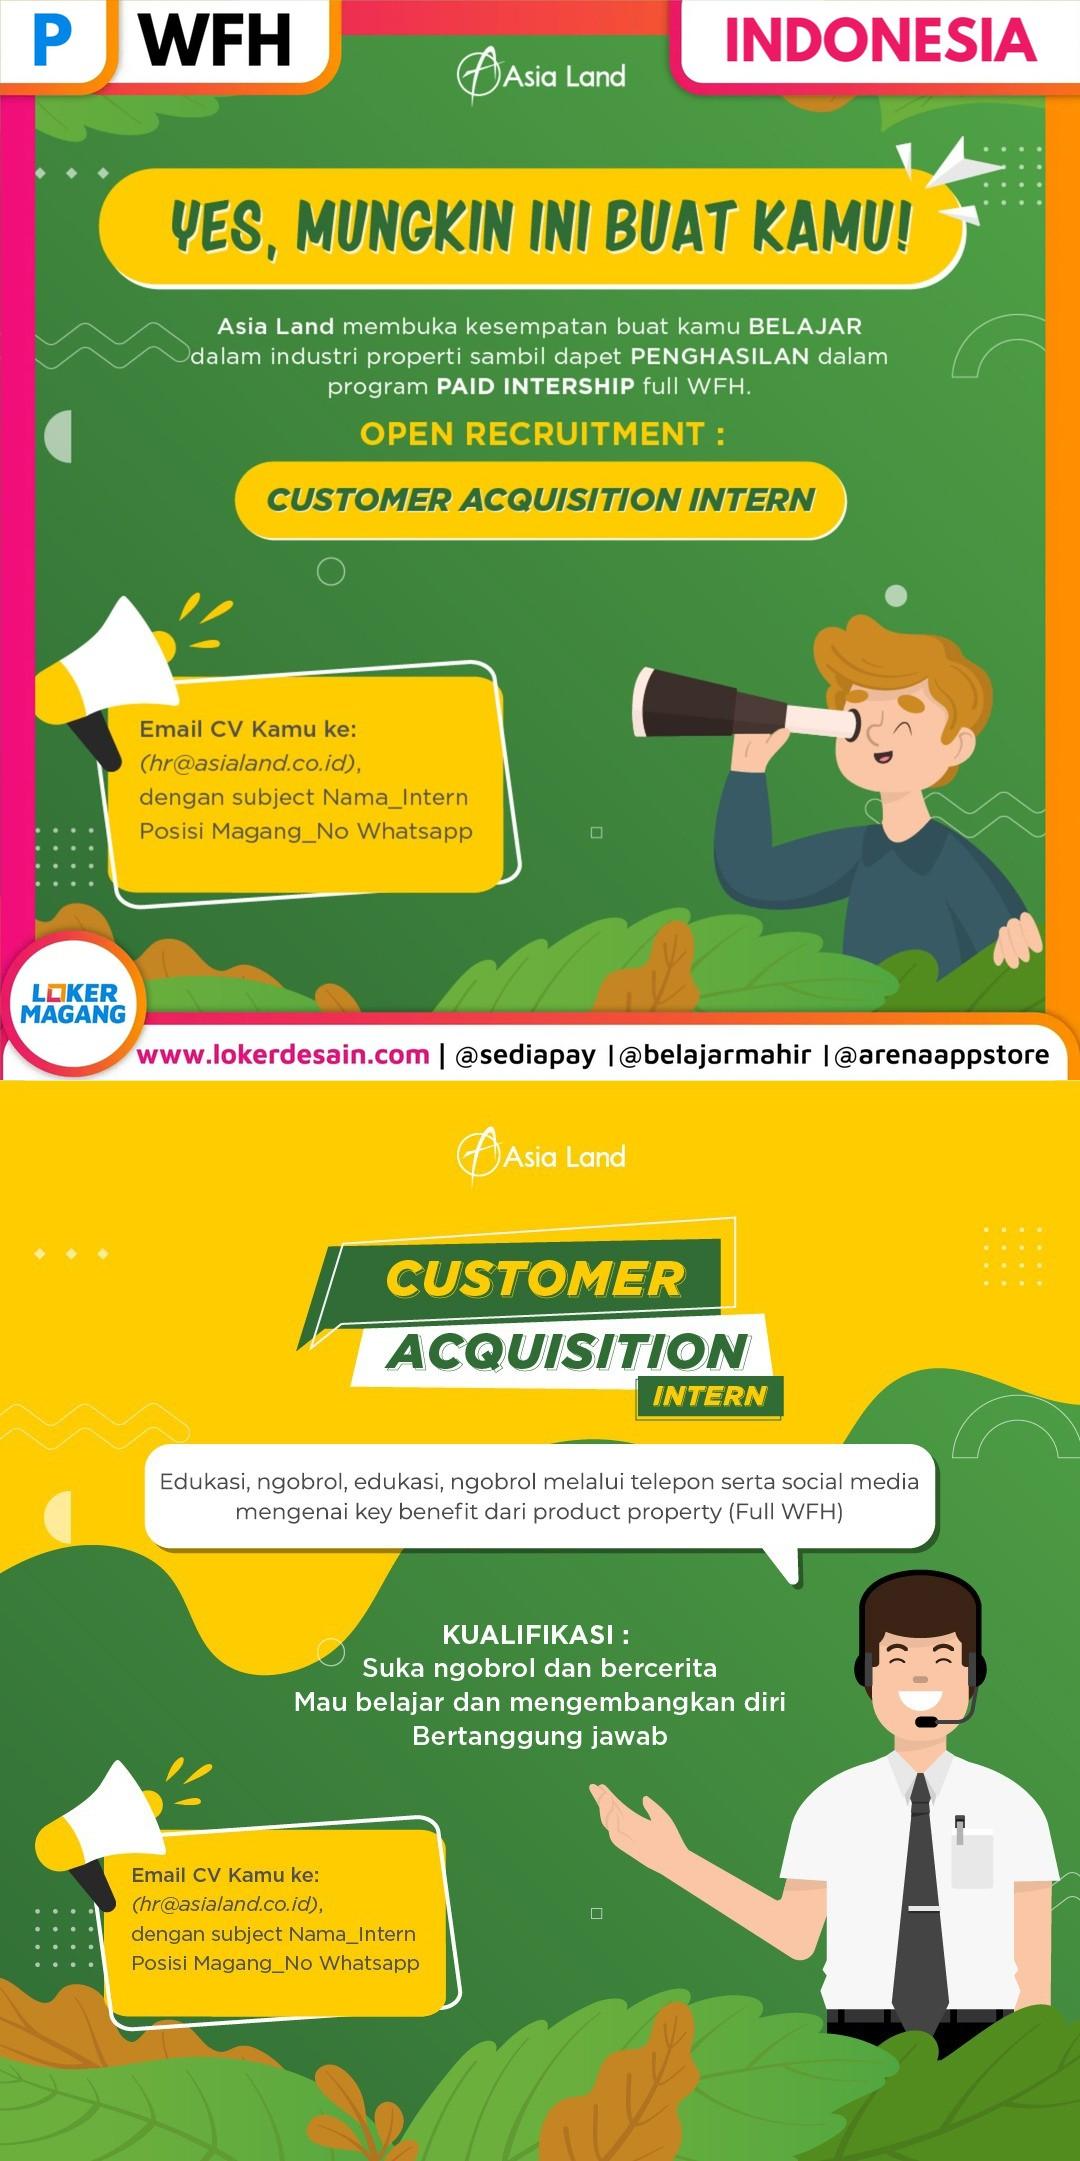 P
WFH
INDONESIA
Asia Land
YES, MUNGKIN INI BUAT KAMU!
Asia Land membuka kesempatan buat kamu BELAJAR
dalam industri properti sambil dapet PENGHASILAN dalam
program PAID INTERSHIP full WFH.
OPEN RECRUITMENT :
CUSTOMER ACQUISITION INTERN
Email CV Kamu ke:
(hr@asialand.co.id),
dengan subject Nama_Intern
Posisi Magang_No Whatsapp
LOKER
MAGANG
www.lokerdesain.com | @sediapay |@belajarmahir |@arenaappstore
Asia Land
CUSTOMER
ACQUISITION
INTERN
Edukasi, ngobrol, edukasi, ngobrol melalui telepon serta social media
mengenai key benefit dari product property (Full WFH)
KUALIFIKASI :
Suka ngobrol dan bercerita
Mau belajar dan mengembangkan diri
Bertanggung jawab
Email CV Kamu ke:
(hr@asialand.co.id),
dengan subject Nama_Intern
Posisi Magang_No Whatsapp